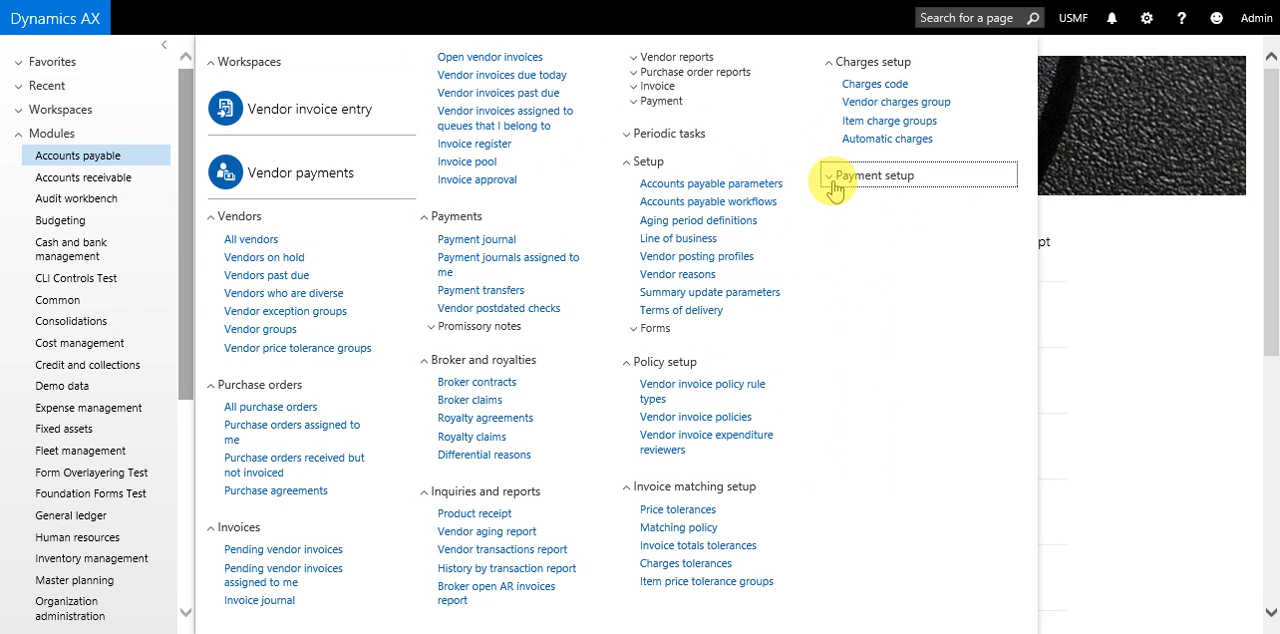 Dynamics AX
Search for a page
USMF
Admin
Favorites
Recent
Workspaces
Modules
Accounts payable
Accounts receivable
Audit workbench
Budgeting
Cash and bank
management
CLI Controls Test
Common
Consolidations
Cost management
Credit and collections
Demo data
Expense management
Fixed assets
Fleet management
Form Overlayering Test
Foundation Forms Test
General ledger
Human resources
Inventory management
Master planning
Organization
administration
Workspaces
Vendor invoice entry
Vendor payments
Vendors
All vendors
Vendors on hold
Vendors past due
Vendors who are diverse
Vendor exception groups
Vendor groups
Vendor price tolerance groups
Purchase orders
All purchase orders
Purchase orders assigned to
me
Purchase orders received but
not invoiced
Purchase agreements
Invoices
Pending vendor invoices
Pending vendor invoices
assigned to me
Invoice journal
Open vendor invoices
Vendor invoices due today
Vendor invoices past due
Vendor invoices assigned to
queues that I belong to
Invoice register
Invoice pool
Invoice approval
Payments
Payment journal
Payment journals assigned to
me
Payment transfers
Vendor postdated checks
Promissory notes
Broker and royalties
Broker contracts
Broker claims
Royalty agreements
Royalty claims
Differential reasons
Inquiries and reports
Product receipt
Vendor aging report
Vendor transactions report
History by transaction report
Broker open AR invoices
report
Vendor reports
Purchase order reports
Invoice
Payment
Periodic tasks
Setup
Accounts payable parameters
Accounts payable workflows
Aging period definitions
Line of business
Vendor posting profiles
Vendor reasons
Summary update parameters
Terms of delivery
Forms
Policy setup
Vendor invoice policy rule
types
Vendor invoice policies
Vendor invoice expenditure
reviewers
Invoice matching setup
Price tolerances
Matching policy
Invoice totals tolerances
Charges tolerances
Item price tolerance groups
Charges setup
Charges code
Vendor charges group
Item charge groups
Automatic charges
Payment setup
pt